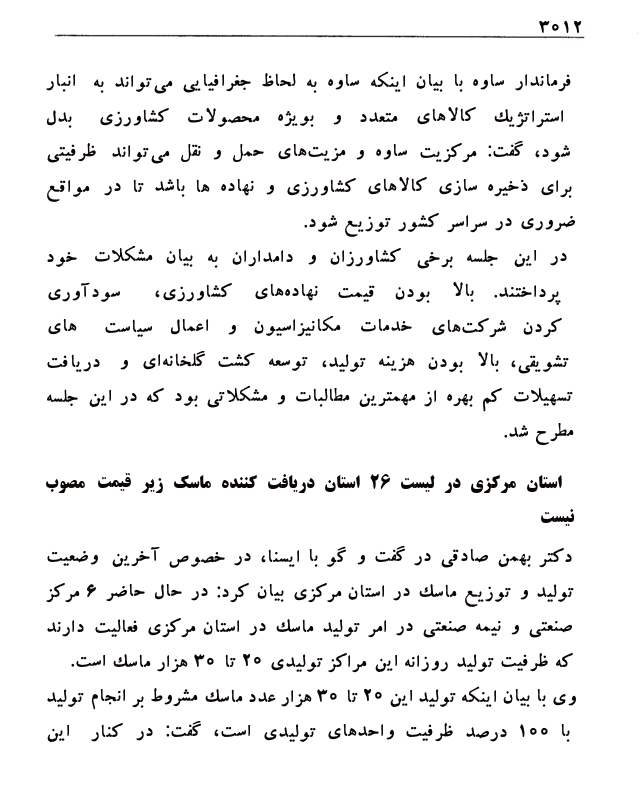 ۳۰۱۲
فرماندار ساوه با بیان اینکه ساوه به لحاظ جغرافیایی می‌تواند به انبار
استراتژیك کالاهای متعدد و بویژه محصولات کشاورزی بدل
شود، گفت: مرکزیت ساوه و مزیت‌های حمل و نقل می‌تواند ظرفیتی
برای ذخیره سازی کالاهای کشاورزی و نهاده ها باشد تا در مواقع
ضروری در سراسر کشور توزیع شود.
در این جلسه برخی کشاورزان و دامداران به بیان مشکلات خود
پرداختند. بالا بودن قیمت نهاده‌های کشاورزی، سودآوری
کردن شرکت‌های خدمات مکانیزاسیون و اعمال سیاست های
تشویقی، بالا بودن هزینه تولید، توسعه کشت گلخانه‌ای و دریافت
تسهیلات کم بهره از مهمترین مطالبات و مشکلاتی بود که در این جلسه
مطرح شد.
استان مرکزی در لیست ۲۶ استان دریافت کننده ماسک زیر قیمت مصوب
نیست
دکتر بهمن صادقی در گفت و گو با ایسنا، در خصوص آخرین وضعیت
تولید و توزیع ماسك در استان مرکزی بیان کرد: در حال حاضر ۶ مرکز
صنعتی و نیمه صنعتی در امر تولید ماسك در استان مرکزی فعالیت دارند
که ظرفیت تولید روزانه این مراکز تولیدی ۲۰ تا ۳۰ هزار ماسك است.
وی با بیان اینکه تولید این ۲۰ تا ۳۰ هزار عدد ماسك مشروط بر انجام تولید
با ۱۰۰ درصد ظرفیت واحدهای تولیدی است، گفت: در کنار این